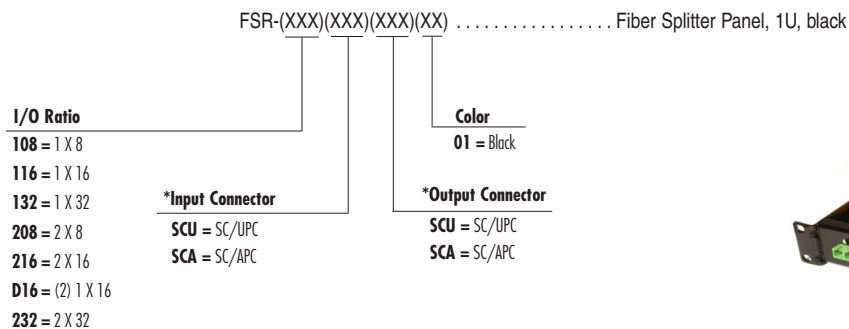 FSR-(XXX)(XXX)(XXX)(XX) . . . . . . . . . . . . . . . . . Fiber Splitter Panel, 1U, black
I/O Ratio
108 = 1 X 8
116 = 1 X 16
132 = 1 X 32
208 = 2 X 8
216 = 2 X 16
D16 = (2) 1 X 16
232 = 2 X 32
*Input Connector
SCU = SC/UPC
SCA = SC/APC
*Output Connector
SCU = SC/UPC
SCA = SC/APC
Color
01 = Black